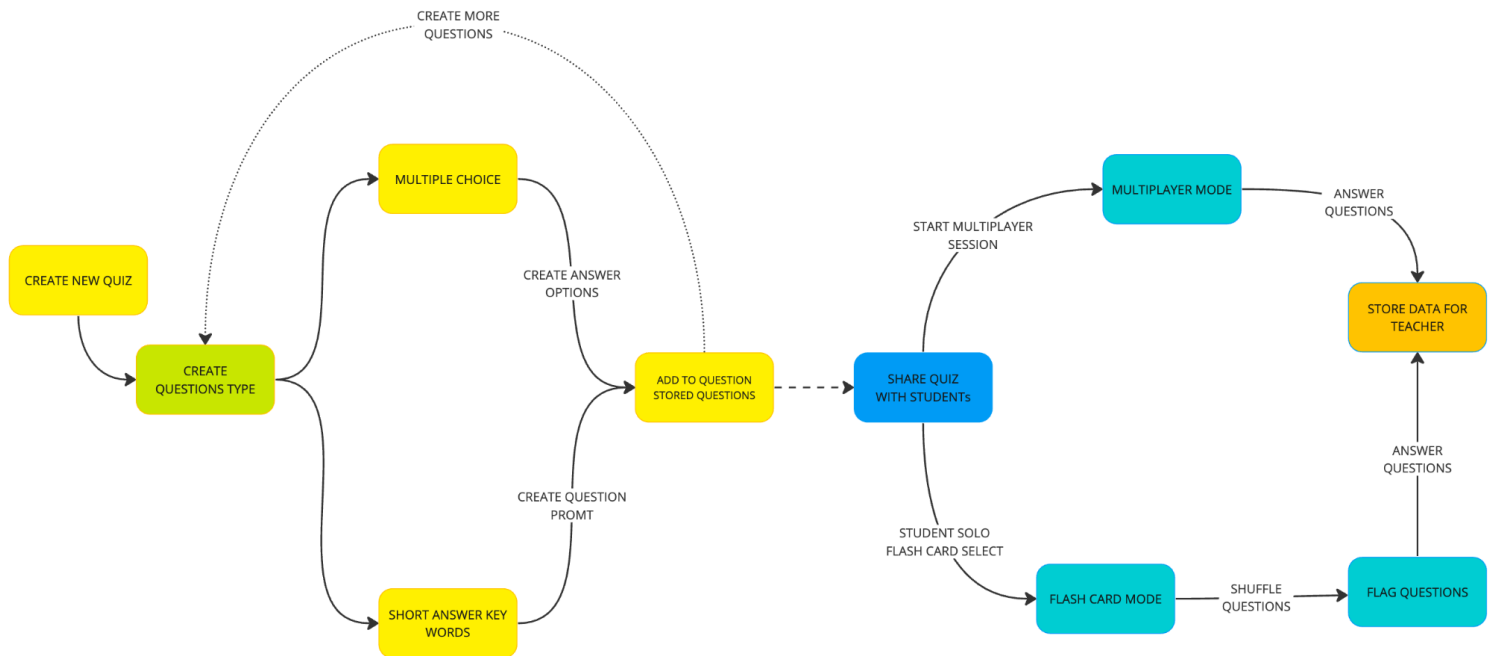 CREATE MORE
QUESTIONS
MULTIPLE CHOICE
MULTIPLAYER MODE
ANSWER
QUESTIONS
START MULTIPLAYER
SESSION
CREATE NEW QUIZ
CREATE ANSWER
OPTIONS
STORE DATA FOR
TEACHER
CREATE
QUESTIONS TYPE
ADD TO QUESTION
STORED QUESTIONS
SHARE QUIZ
WITH STUDENTs
ANSWER
QUESTIONS
CREATE QUESTION
PROMT
STUDENT SOLO
FLASH CARD SELECT
SHORT ANSWER KEY
WORDS
FLASH CARD MODE
SHUFFLE
QUESTIONS
FLAG QUESTIONS